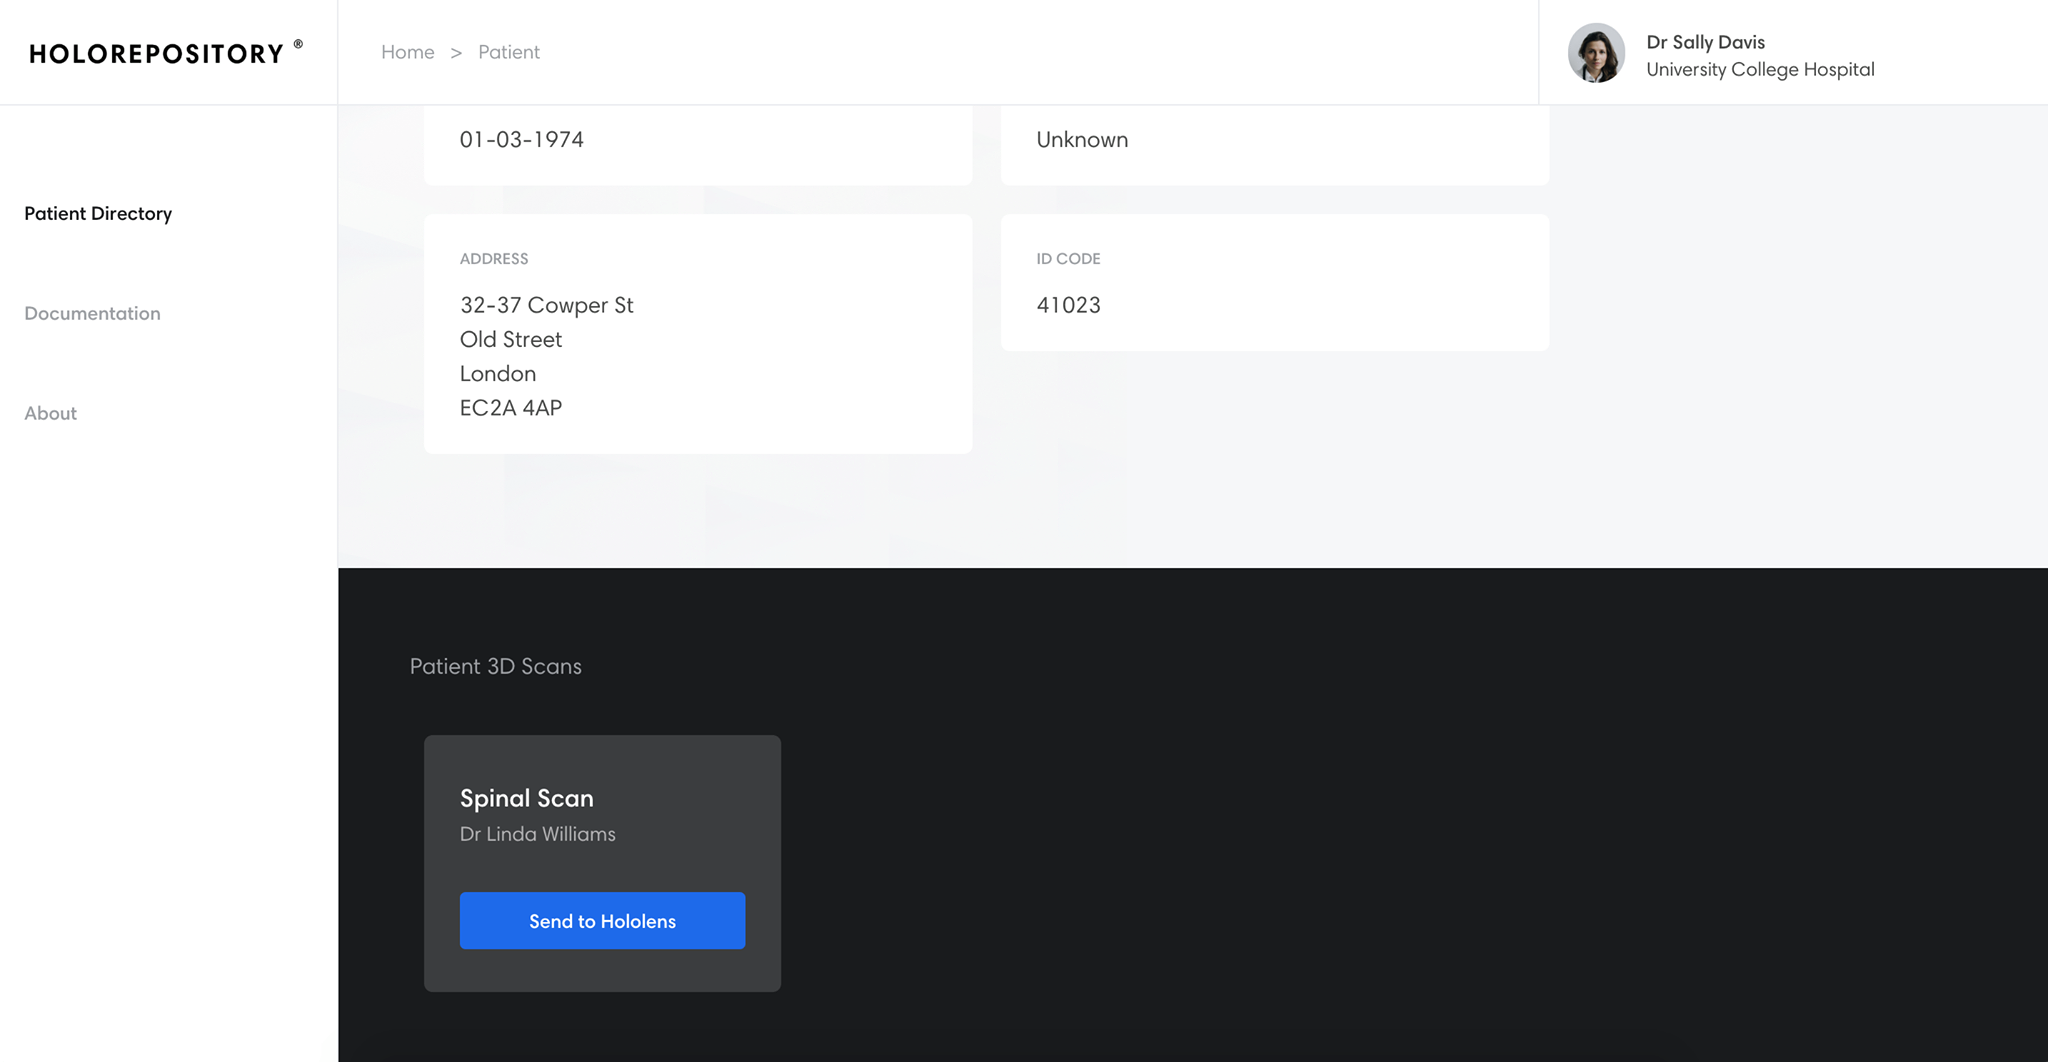 HOLOREPOSITORY ®
Home > Patient
Dr Sally Davis
University College Hospital
Patient Directory
Documentation
About
01-03-1974
Unknown
ADDRESS
32-37 Cowper St
Old Street
London
EC2A 4AP
ID CODE
41023
Patient 3D Scans
Spinal Scan
Dr Linda Williams
Send to Hololens